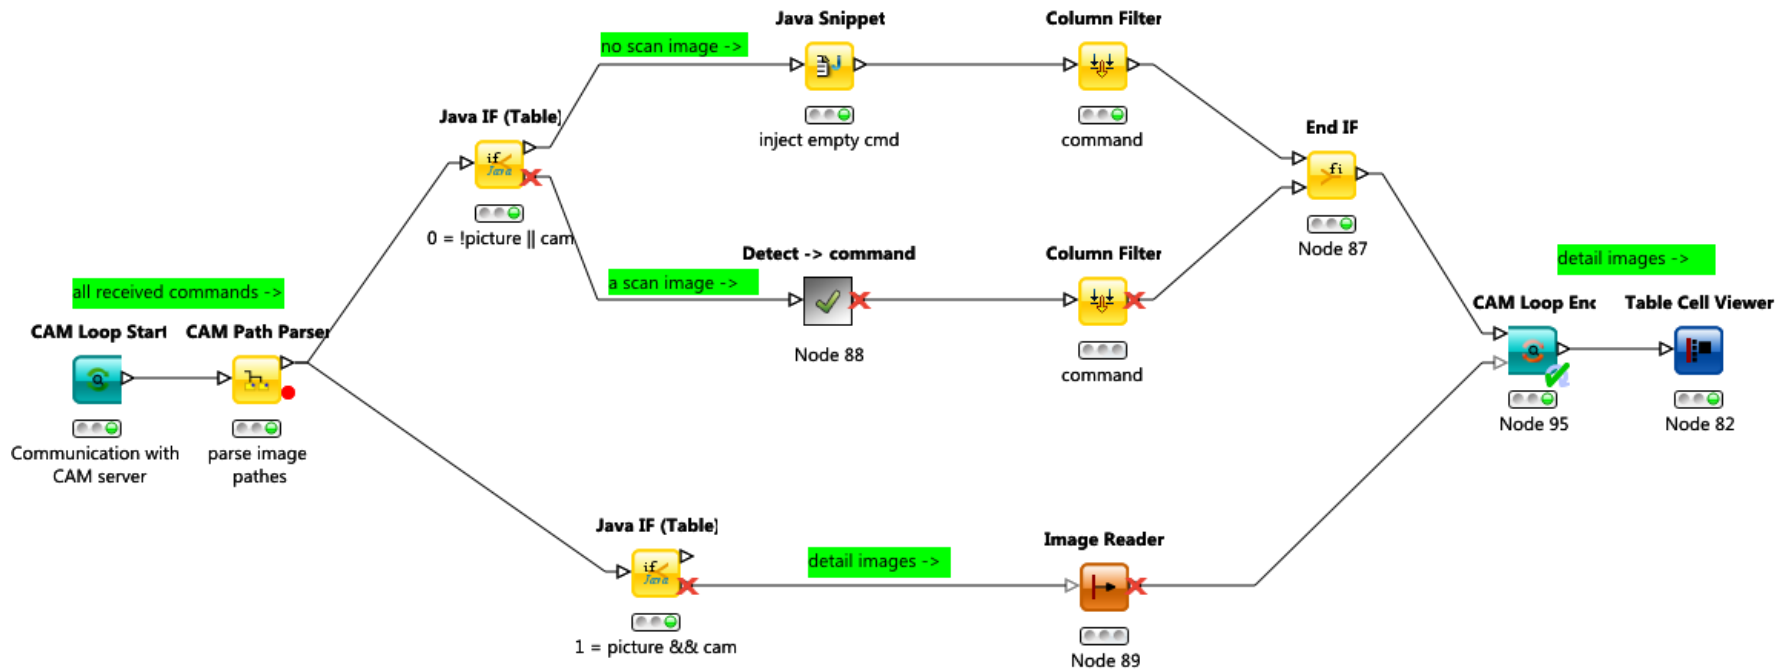 Java Snippet
Column Filter
no scan image ->
Java IF (Table)
inject empty cmd
command
End IF
0 = !picture || cam
Node 87
Detect -> command
Column Filter
a scan image ->
detail images ->
all received commands ->
CAM Loop Start
CAM Path Parser
CAM Loop End
Table Cell Viewer
Node 88
command
Node 95
Node 82
Communication with
CAM server
parse image
pathes
Java IF (Table)
Image Reader
detail images ->
1 = picture && cam
Node 89